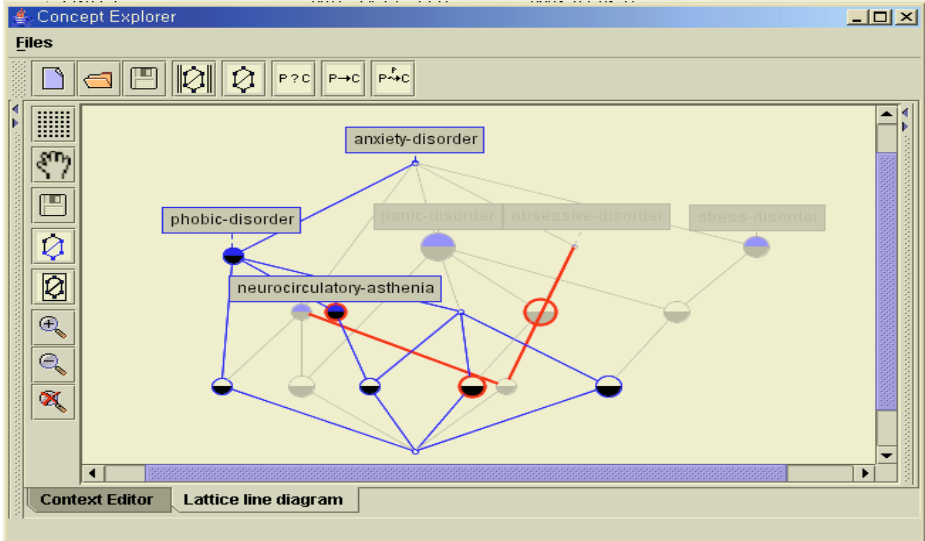 Concept Explorer
Files
P ? C
P→C
P
P↝C
anxiety-disorder
phobic-disorder
panic-disorder
obsessive-disorder
stress-disorder
neurocirculatory-asthenia
Context Editor
Lattice line diagram